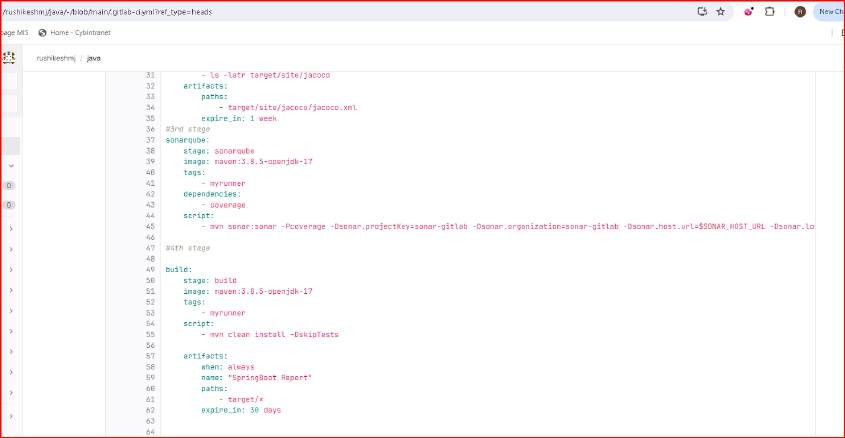 /rushikeshmj/java/-/blob/main/.gitlab-ci.yml?ref_type=heads
New Ch
page MIS
Home - CybIntranet
rushikeshmj / java
31 - ls -latr target/site/jacoco
32 artifacts:
33 paths:
34 - target/site/jacoco/jacoco.xml
35 expire_in: 1 week
36 #3rd stage
37 sonarqube:
38 stage: sonarqube
39 image: maven:3.8.5-openjdk-17
40 tags:
41 - myrunner
42 dependencies:
43 - coverage
44 script:
45 - mvn sonar:sonar -Pcoverage -Dsonar.projectKey=sonar-gitlab -Dsonar.organization=sonar-gitlab -Dsonar.host.url=$SONAR_HOST_URL -Dsonar.lo
46
47 #4th stage
48
49 build:
50 stage: build
51 image: maven:3.8.5-openjdk-17
52 tags:
53 - myrunner
54 script:
55 - mvn clean install -DskipTests
56
57 artifacts:
58 when: always
59 name: "SpringBoot Report"
60 paths:
61 - target/*
62 expire_in: 30 days
63
64
0
0